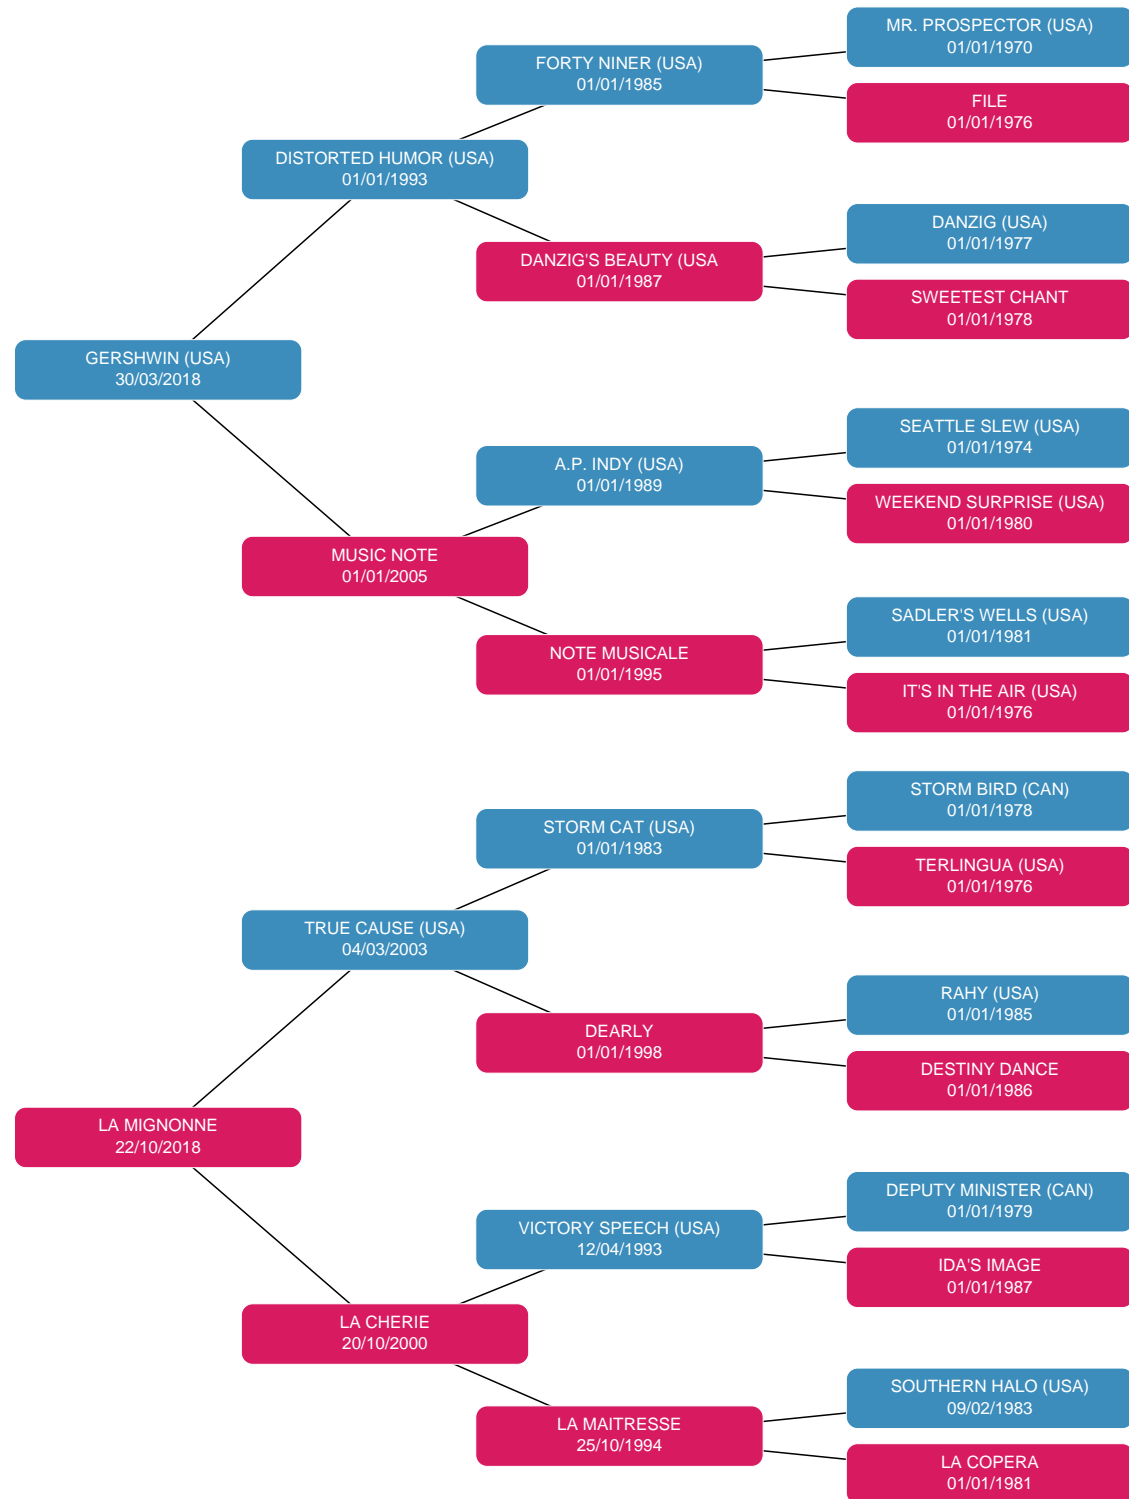 MR. PROSPECTOR (USA)
01/01/1970
FORTY NINER (USA)
01/01/1985
FILE
01/01/1976
DISTORTED HUMOR (USA)
01/01/1993
DANZIG (USA)
01/01/1977
DANZIG'S BEAUTY (USA
01/01/1987
SWEETEST CHANT
01/01/1978
GERSHWIN (USA)
30/03/2018
SEATTLE SLEW (USA)
01/01/1974
A.P. INDY (USA)
01/01/1989
WEEKEND SURPRISE (USA)
01/01/1980
MUSIC NOTE
01/01/2005
SADLER'S WELLS (USA)
01/01/1981
NOTE MUSICALE
01/01/1995
IT'S IN THE AIR (USA)
01/01/1976
STORM BIRD (CAN)
01/01/1978
STORM CAT (USA)
01/01/1983
TERLINGUA (USA)
01/01/1976
TRUE CAUSE (USA)
04/03/2003
RAHY (USA)
01/01/1985
DEARLY
01/01/1998
DESTINY DANCE
01/01/1986
LA MIGNONNE
22/10/2018
DEPUTY MINISTER (CAN)
01/01/1979
VICTORY SPEECH (USA)
12/04/1993
IDA'S IMAGE
01/01/1987
LA CHERIE
20/10/2000
SOUTHERN HALO (USA)
09/02/1983
LA MAITRESSE
25/10/1994
LA COPERA
01/01/1981